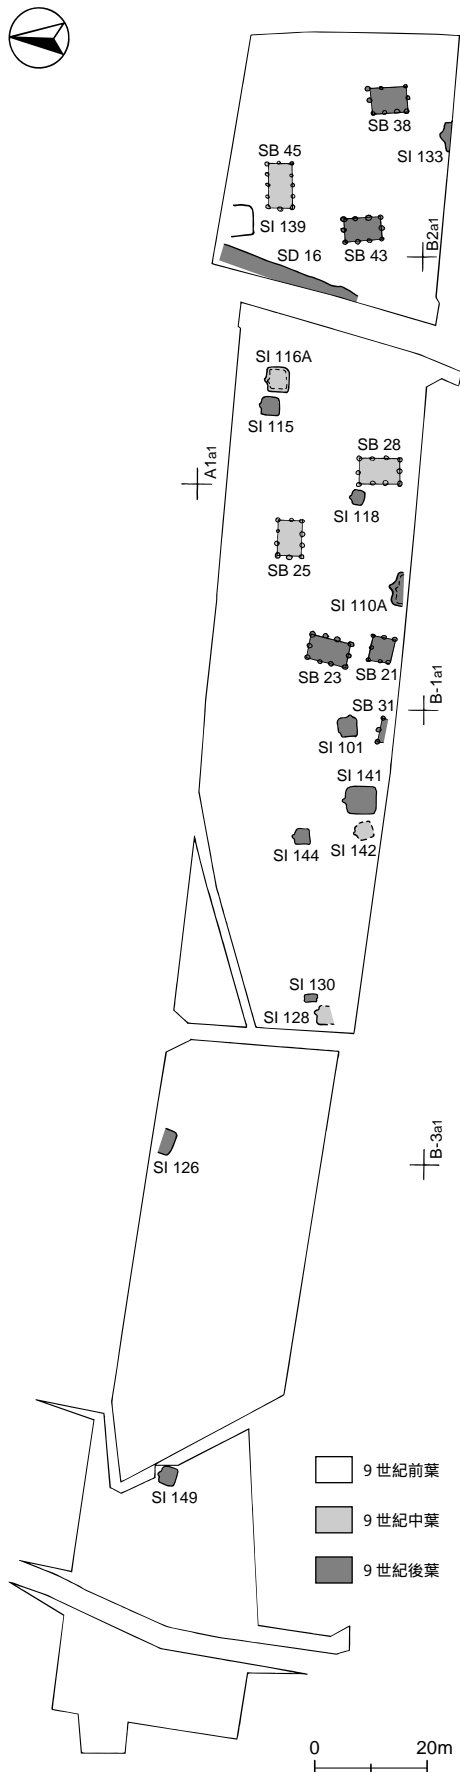 SB 38
SI 133
SB 45
SI 139
SB 43
B2a1
SD 16
SI 116A
SI 115
SB 28
A1a1
SI 118
SB 25
SI 110A
SB 23
SB 21
B-1a1
SB 31
SI 101
SI 141
SI 144
SI 142
SI 130
SI 128
B-3a1
SI 126
9 世紀前葉
SI 149
9 世紀中葉
9 世紀後葉
0 20m